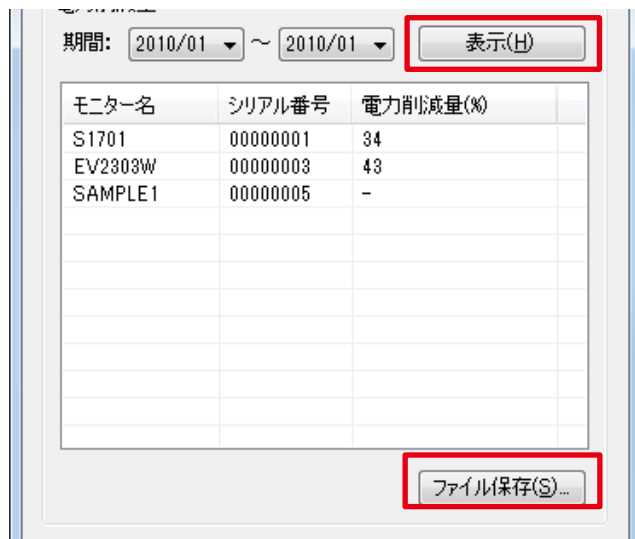 期間： 2010/01 ～ 2010/01 表示(H)
モニター名 シリアル番号 電力削減量(%)
S1701 00000001 34
EV2303W 00000003 43
SAMPLE1 00000005 -
ファイル保存(S)...